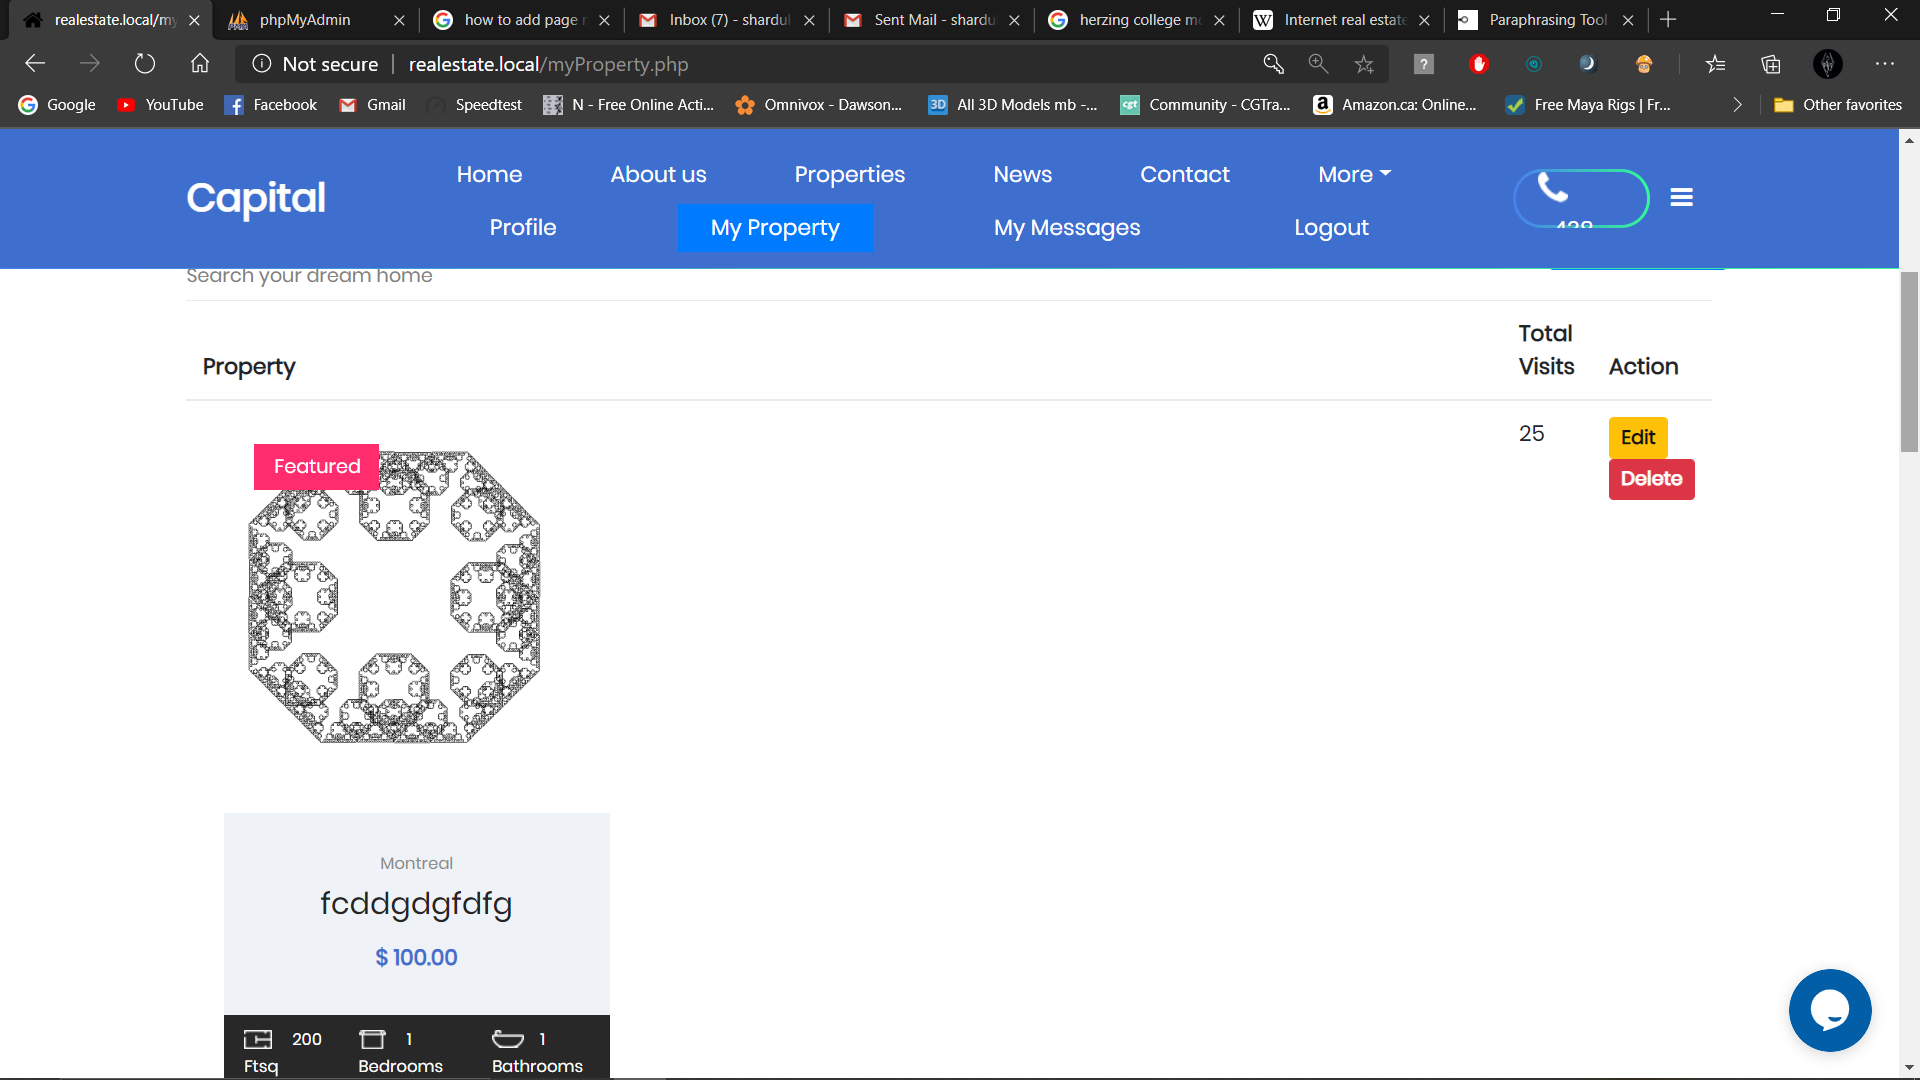 realestate.local/my
phpMyAdmin
how to add page r
Inbox (7) - shardul
Sent Mail - shardu
herzing college mo
Internet real estate
Paraphrasing Tool
Not secure
realestate.local/myProperty.php
Google
YouTube
Facebook
Gmail
Speedtest
N - Free Online Acti...
Omnivox - Dawson...
All 3D Models mb -...
Community - CGTra...
Amazon.ca: Online...
Free Maya Rigs | Fr...
Other favorites
Capital
Home
About us
Properties
News
Contact
More
Profile
My Property
My Messages
Logout
Search your dream home
Property
Total
Visits
Action
25
Edit
Delete
Featured
Montreal
fcddgdgfdfg
$ 100.00
200
Ftsq
1
Bedrooms
1
Bathrooms